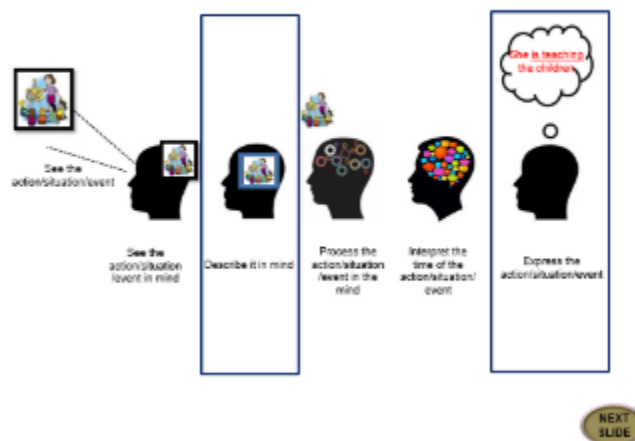 She is teaching
the children
See the
action/situation/event
See the
action/situation
/event in mind
Describe it in mind
Process the
action/situation
/event in the
mind
Interpret the
time of the
action/situation/
event
Express the
action/situation/event
NEXT
SLIDE